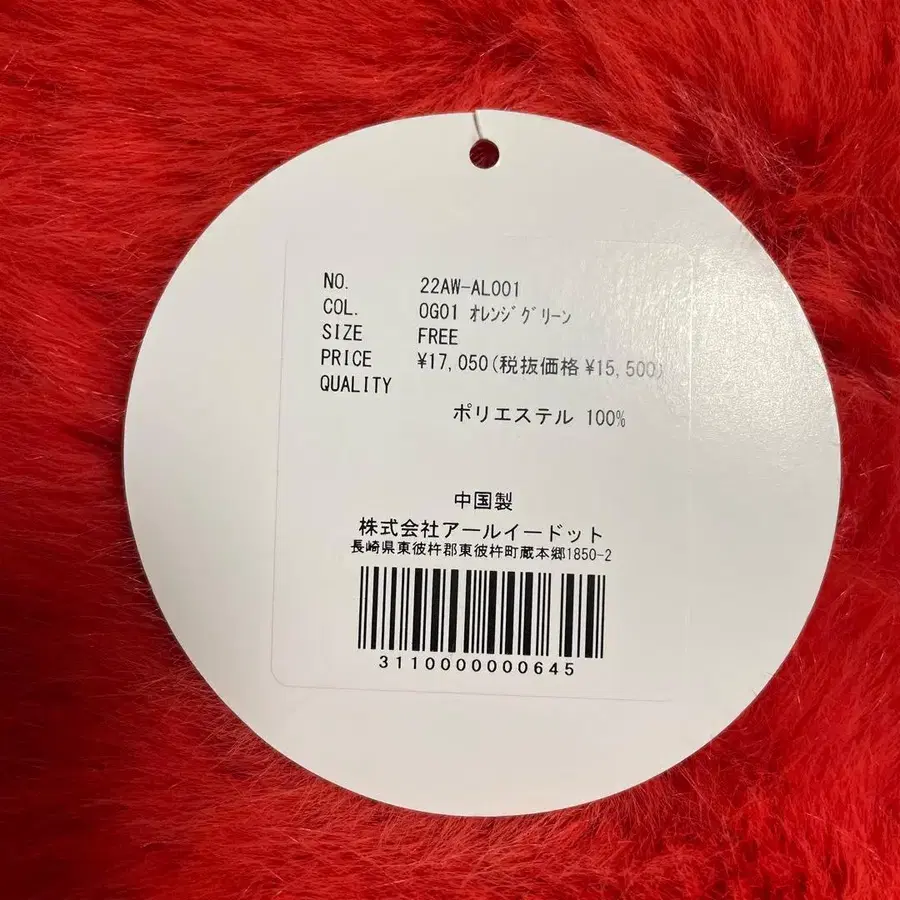 NO. 22AW-AL001
COL. OG01 ｵﾚﾝｼﾞｸﾞﾘｰﾝ
SIZE FREE
PRICE ¥17,050(税抜価格 ¥15,500)
QUALITY
ポリエステル 100%
中国製
株式会社アールイードット
長崎県東彼杵郡東彼杵町蔵本郷1850-2
3110000000645